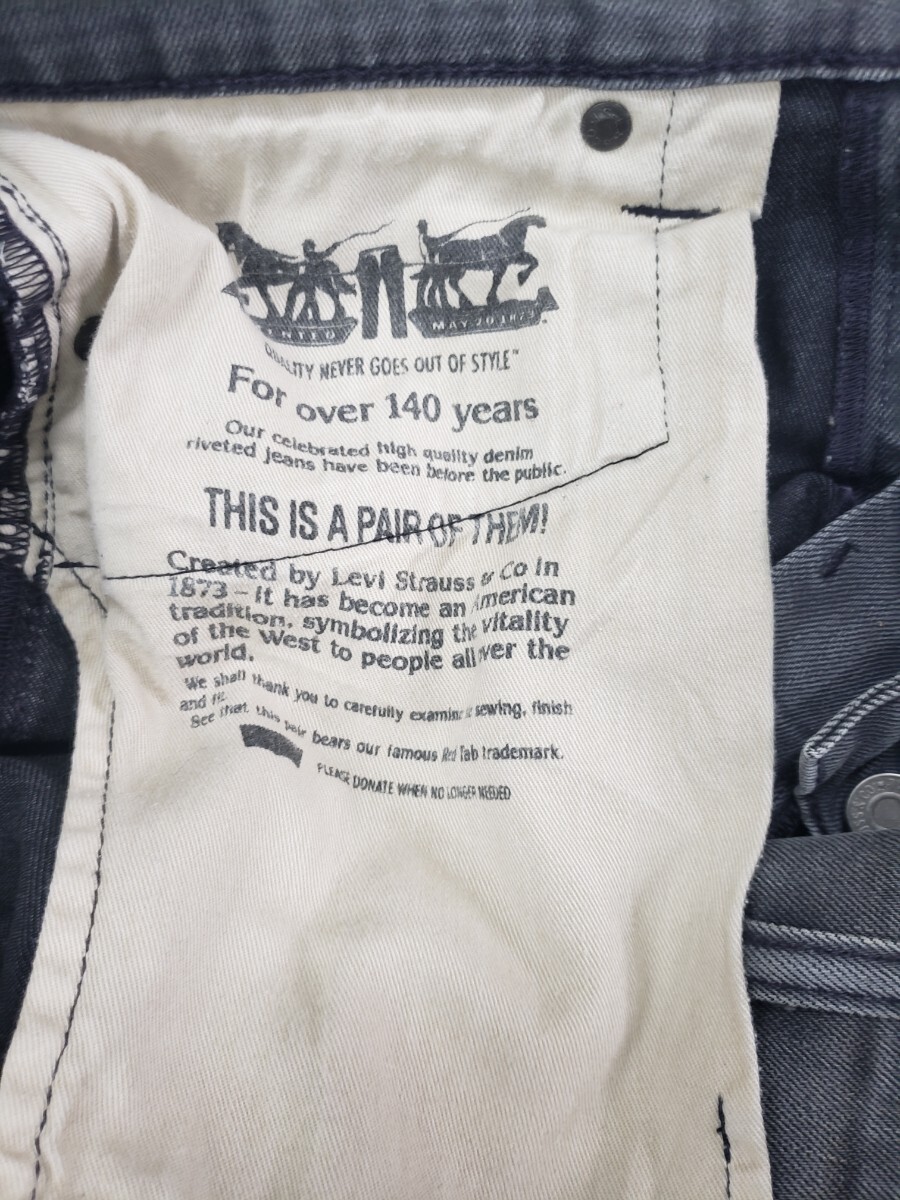 MAY 20 1873
QUALITY NEVER GOES OUT OF STYLE"
For over 140 years
Our celebrated high quality denim
riveted jeans have been before the public.
THIS IS A PAIR OF THEM!
Created by Levi Strauss & Co in
1873 – it has become an American
tradition, symbolizing the vitality
of the West to people all over the
world.
We shall thank you to carefully examine sewing, finish
and fit.
See that this pair bears our famous Red Tab trademark.
PLEASE DONATE WHEN NO LONGER NEEDED